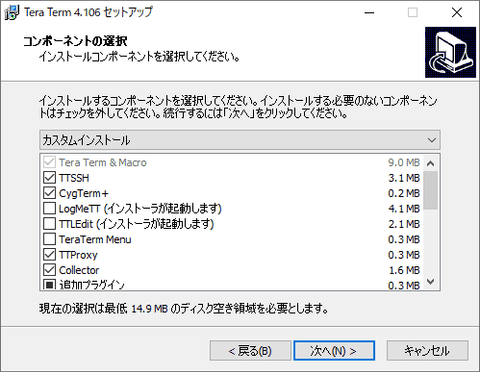 Tera Term 4.106 セットアップ
コンポーネントの選択
インストールコンポーネントを選択してください。
インストールするコンポーネントを選択してください。インストールする必要のないコンポーネン
トはチェックを外してください。続行するには「次へ」をクリックしてください。
カスタムインストール
Tera Term & Macro 9.0 MB
TTSSH 3.1 MB
CygTerm+ 0.2 MB
LogMeTT (インストーラが起動します) 4.1 MB
TTLEdit (インストーラが起動します) 2.1 MB
TeraTerm Menu 0.3 MB
TTProxy 0.3 MB
Collector 1.6 MB
追加プラグイン 0.3 MB
現在の選択は最低 14.9 MB のディスク空き領域を必要とします。
< 戻る(B) 次へ(N) > キャンセル